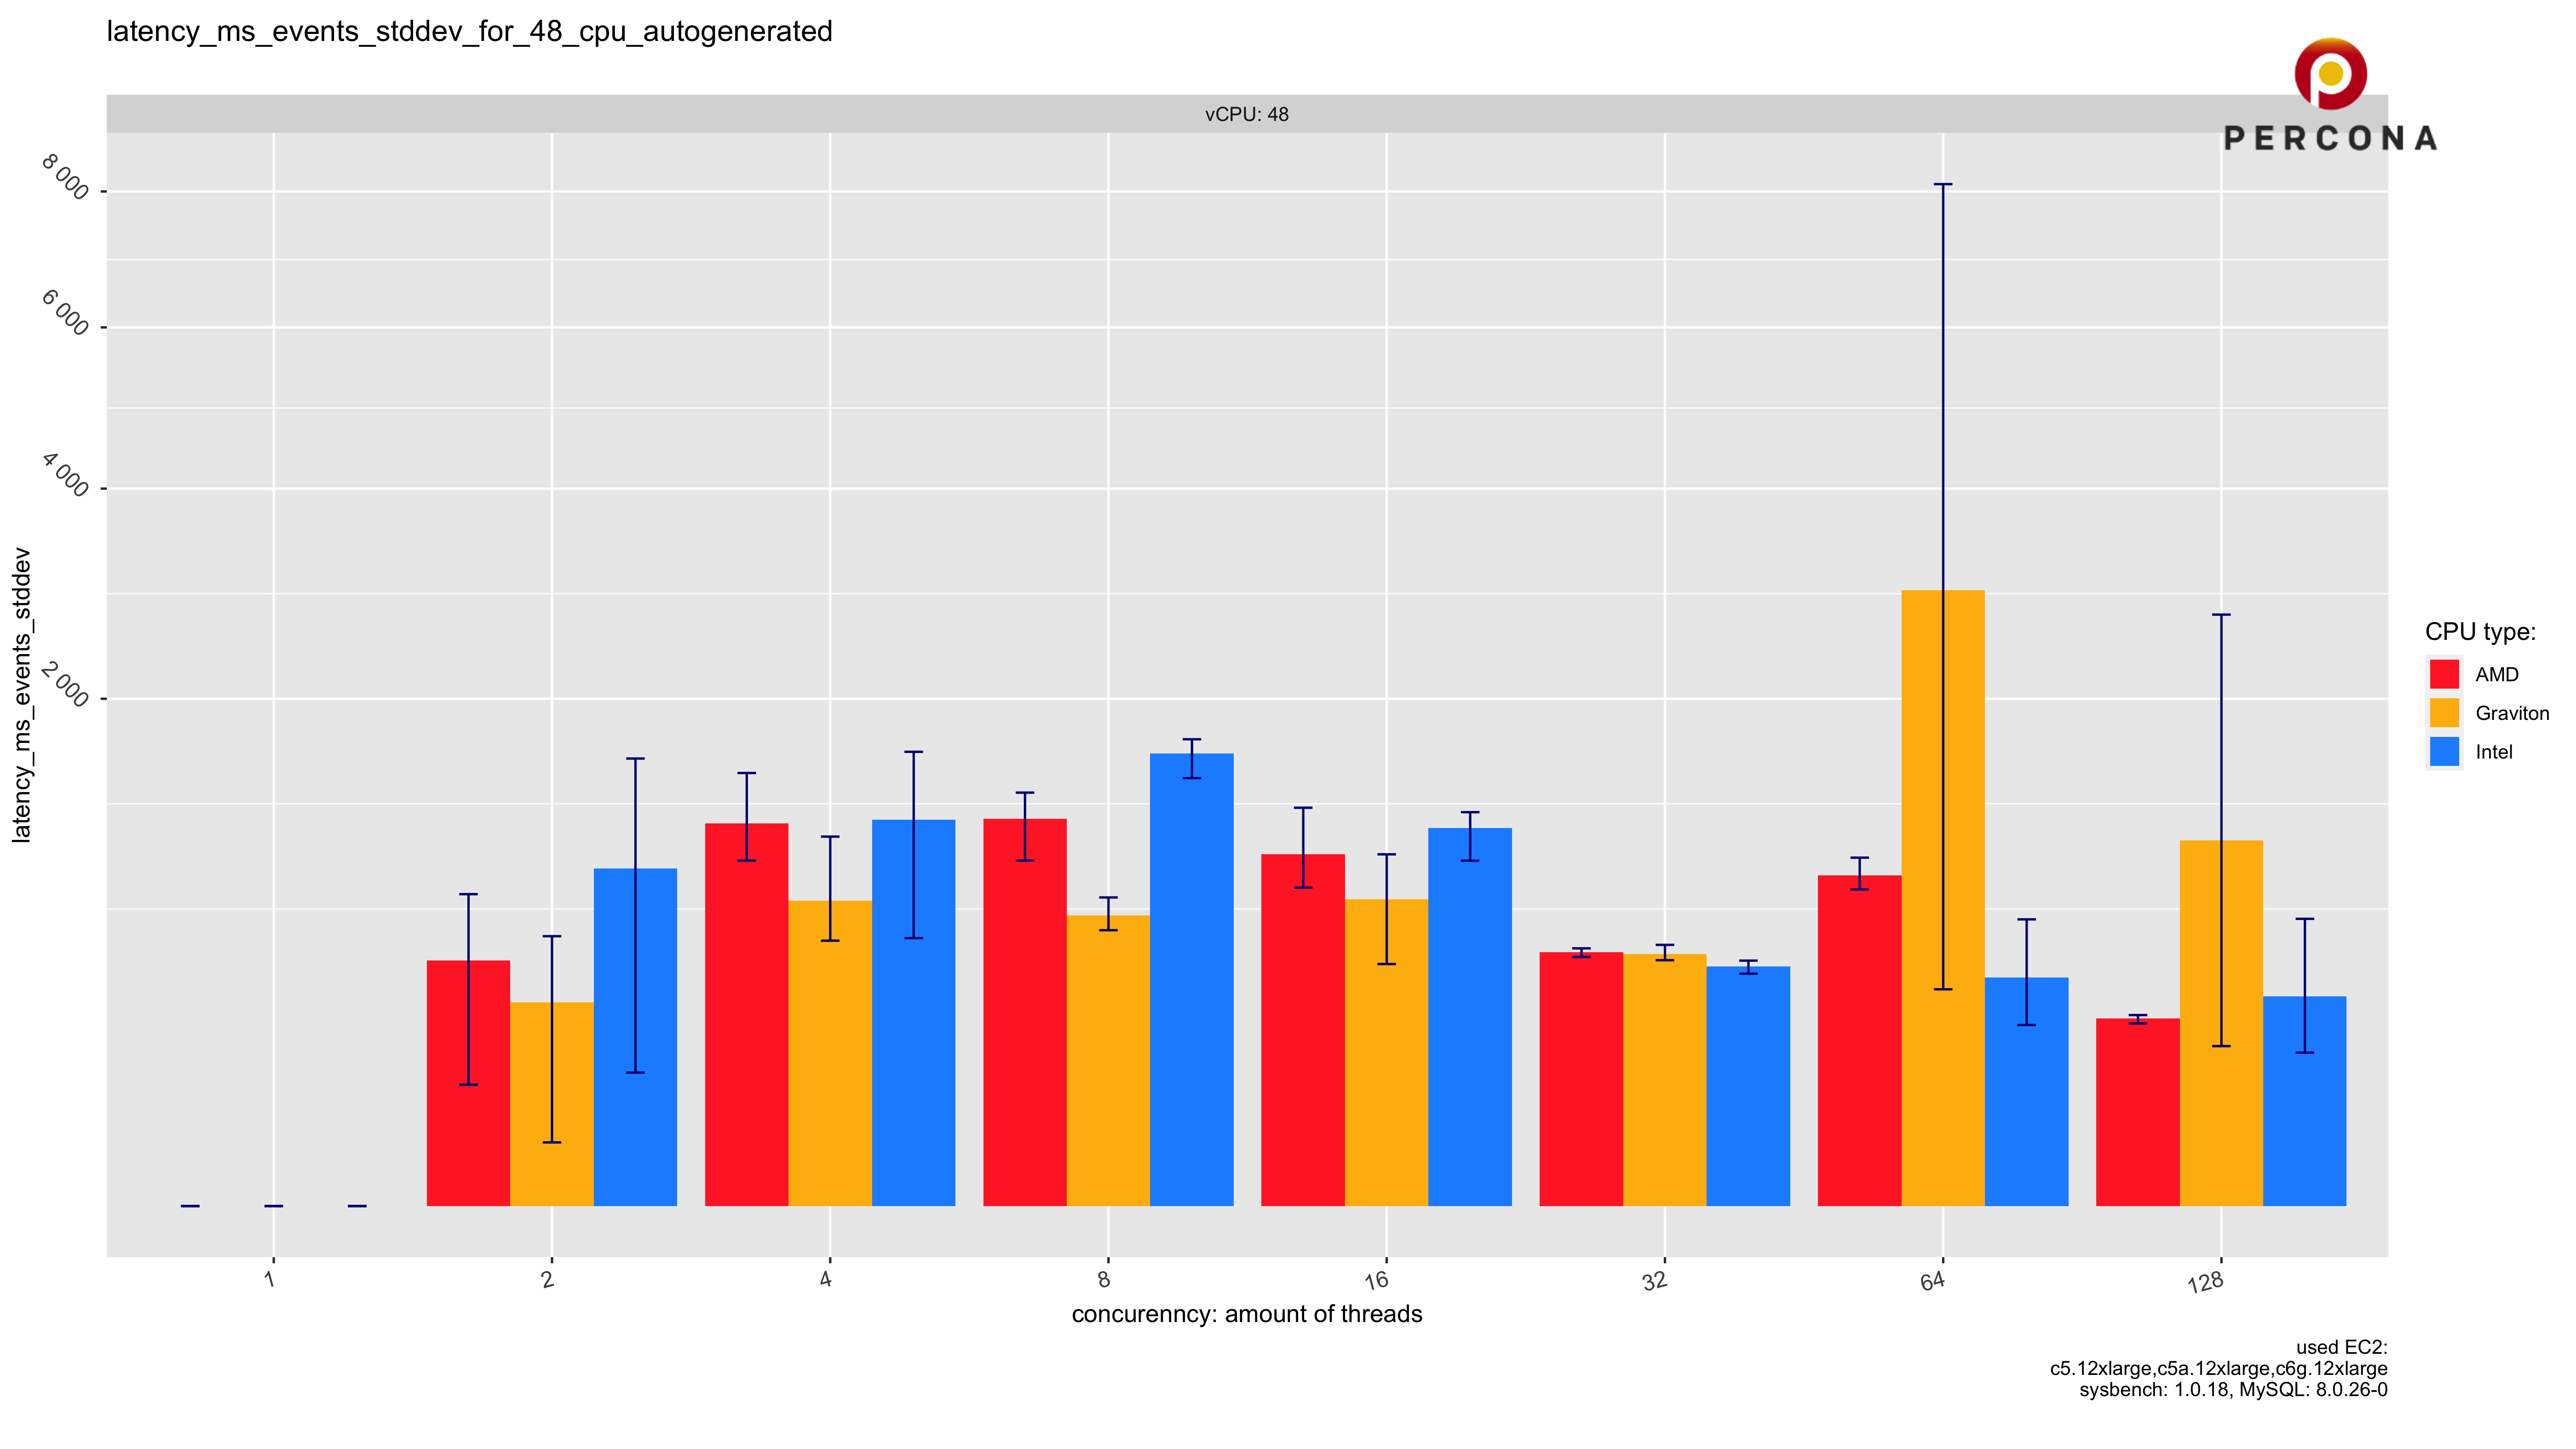 latency_ms_events_stddev_for_48_cpu_autogenerated
PERCONA
vCPU: 48
8 000
6 000
4 000
2 000
latency_ms_events_stddev
CPU type:
AMD
Graviton
Intel
1
2
4
8
16
32
64
128
concurenncy: amount of threads
used EC2:
c5.12xlarge,c5a.12xlarge,c6g.12xlarge
sysbench: 1.0.18, MySQL: 8.0.26-0